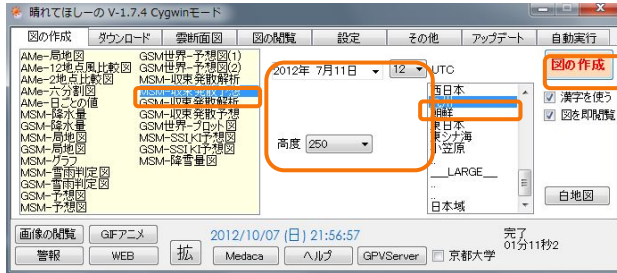 晴れてほしーの V-1.7.4 Cygwinモード
図の作成 ダウンロード 雲断面図 図の閲覧 設定 その他 アップデート 自動実行
AMe-局地図
AMe-12地点風比較図
AMe-2地点比較図
AMe-六分割図
AMe-日ごとの値
MSM-降水量
GSM-降水量
MSM-局地図
GSM-局地図
MSM-グラフ
MSM-雪雨判定図
GSM-雪雨判定図
GSM-予想図
MSM-予想図
GSM世界-予想図(1)
GSM世界-予想図(2)
MSM-収束発散解析
MSM-収束発散予想
GSM-収束発散解析
GSM-収束発散予想
GSM世界-プロット図
MSM-SSI,KI予想図
GSM-SSI,KI予想図
MSM-降雪量図
2012年 7月11日
12
UTC
高度 250
西日本
朝鮮
東日本
東シナ海
小笠原
..
__LARGE__
..
日本域
図の作成
漢字を使う
図を即閲覧
白地図
画像の閲覧 GIFアニメ
警報 WEB
拡
2012/10/07 (日) 21:56:57
Medaca ヘルプ GPVServer 京都大学
完了
01分11秒2